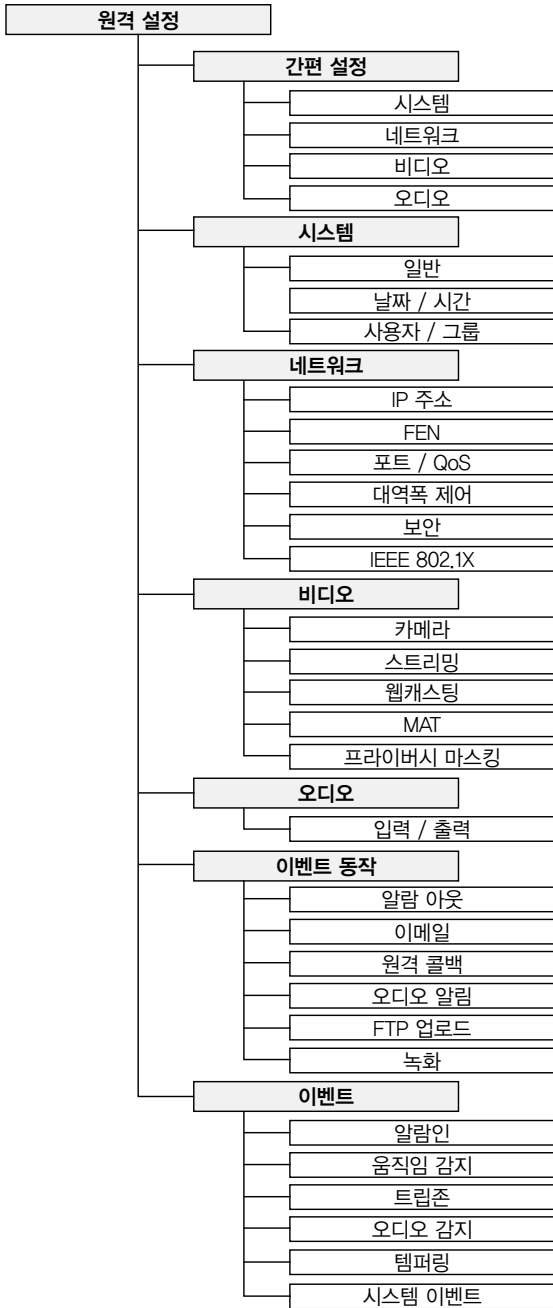 원격 설정
간편 설정
시스템
네트워크
비디오
오디오
시스템
일반
날짜 / 시간
사용자 / 그룹
네트워크
IP 주소
FEN
포트 / QoS
대역폭 제어
보안
IEEE 802.1X
비디오
카메라
스트리밍
웹캐스팅
MAT
프라이버시 마스킹
오디오
입력 / 출력
이벤트 동작
알람 아웃
이메일
원격 콜백
오디오 알림
FTP 업로드
녹화
이벤트
알람인
움직임 감지
트립존
오디오 감지
템퍼링
시스템 이벤트